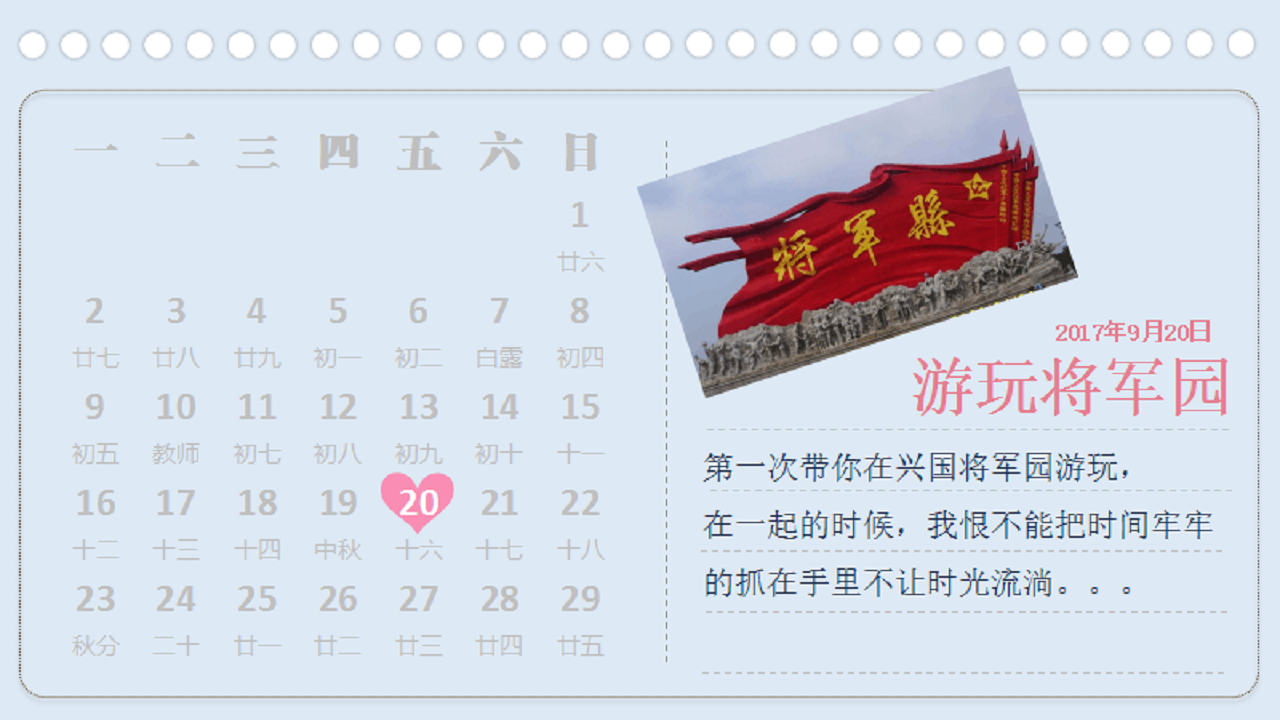 一 二 三 四 五 六 日
1
廿六
2 3 4 5 6 7 8
廿七 廿八 廿九 初一 初二 白露 初四
9 10 11 12 13 14 15
初五 教师 初七 初八 初九 初十 十一
16 17 18 19 20 21 22
十二 十三 十四 中秋 十六 十七 十八
23 24 25 26 27 28 29
秋分 二十 廿一 廿二 廿三 廿四 廿五
将军縣
2017年9月20日
游玩将军园
第一次带你在兴国将军园游玩，
在一起的时候，我恨不能把时间牢牢
的抓在手里不让时光流淌。。。